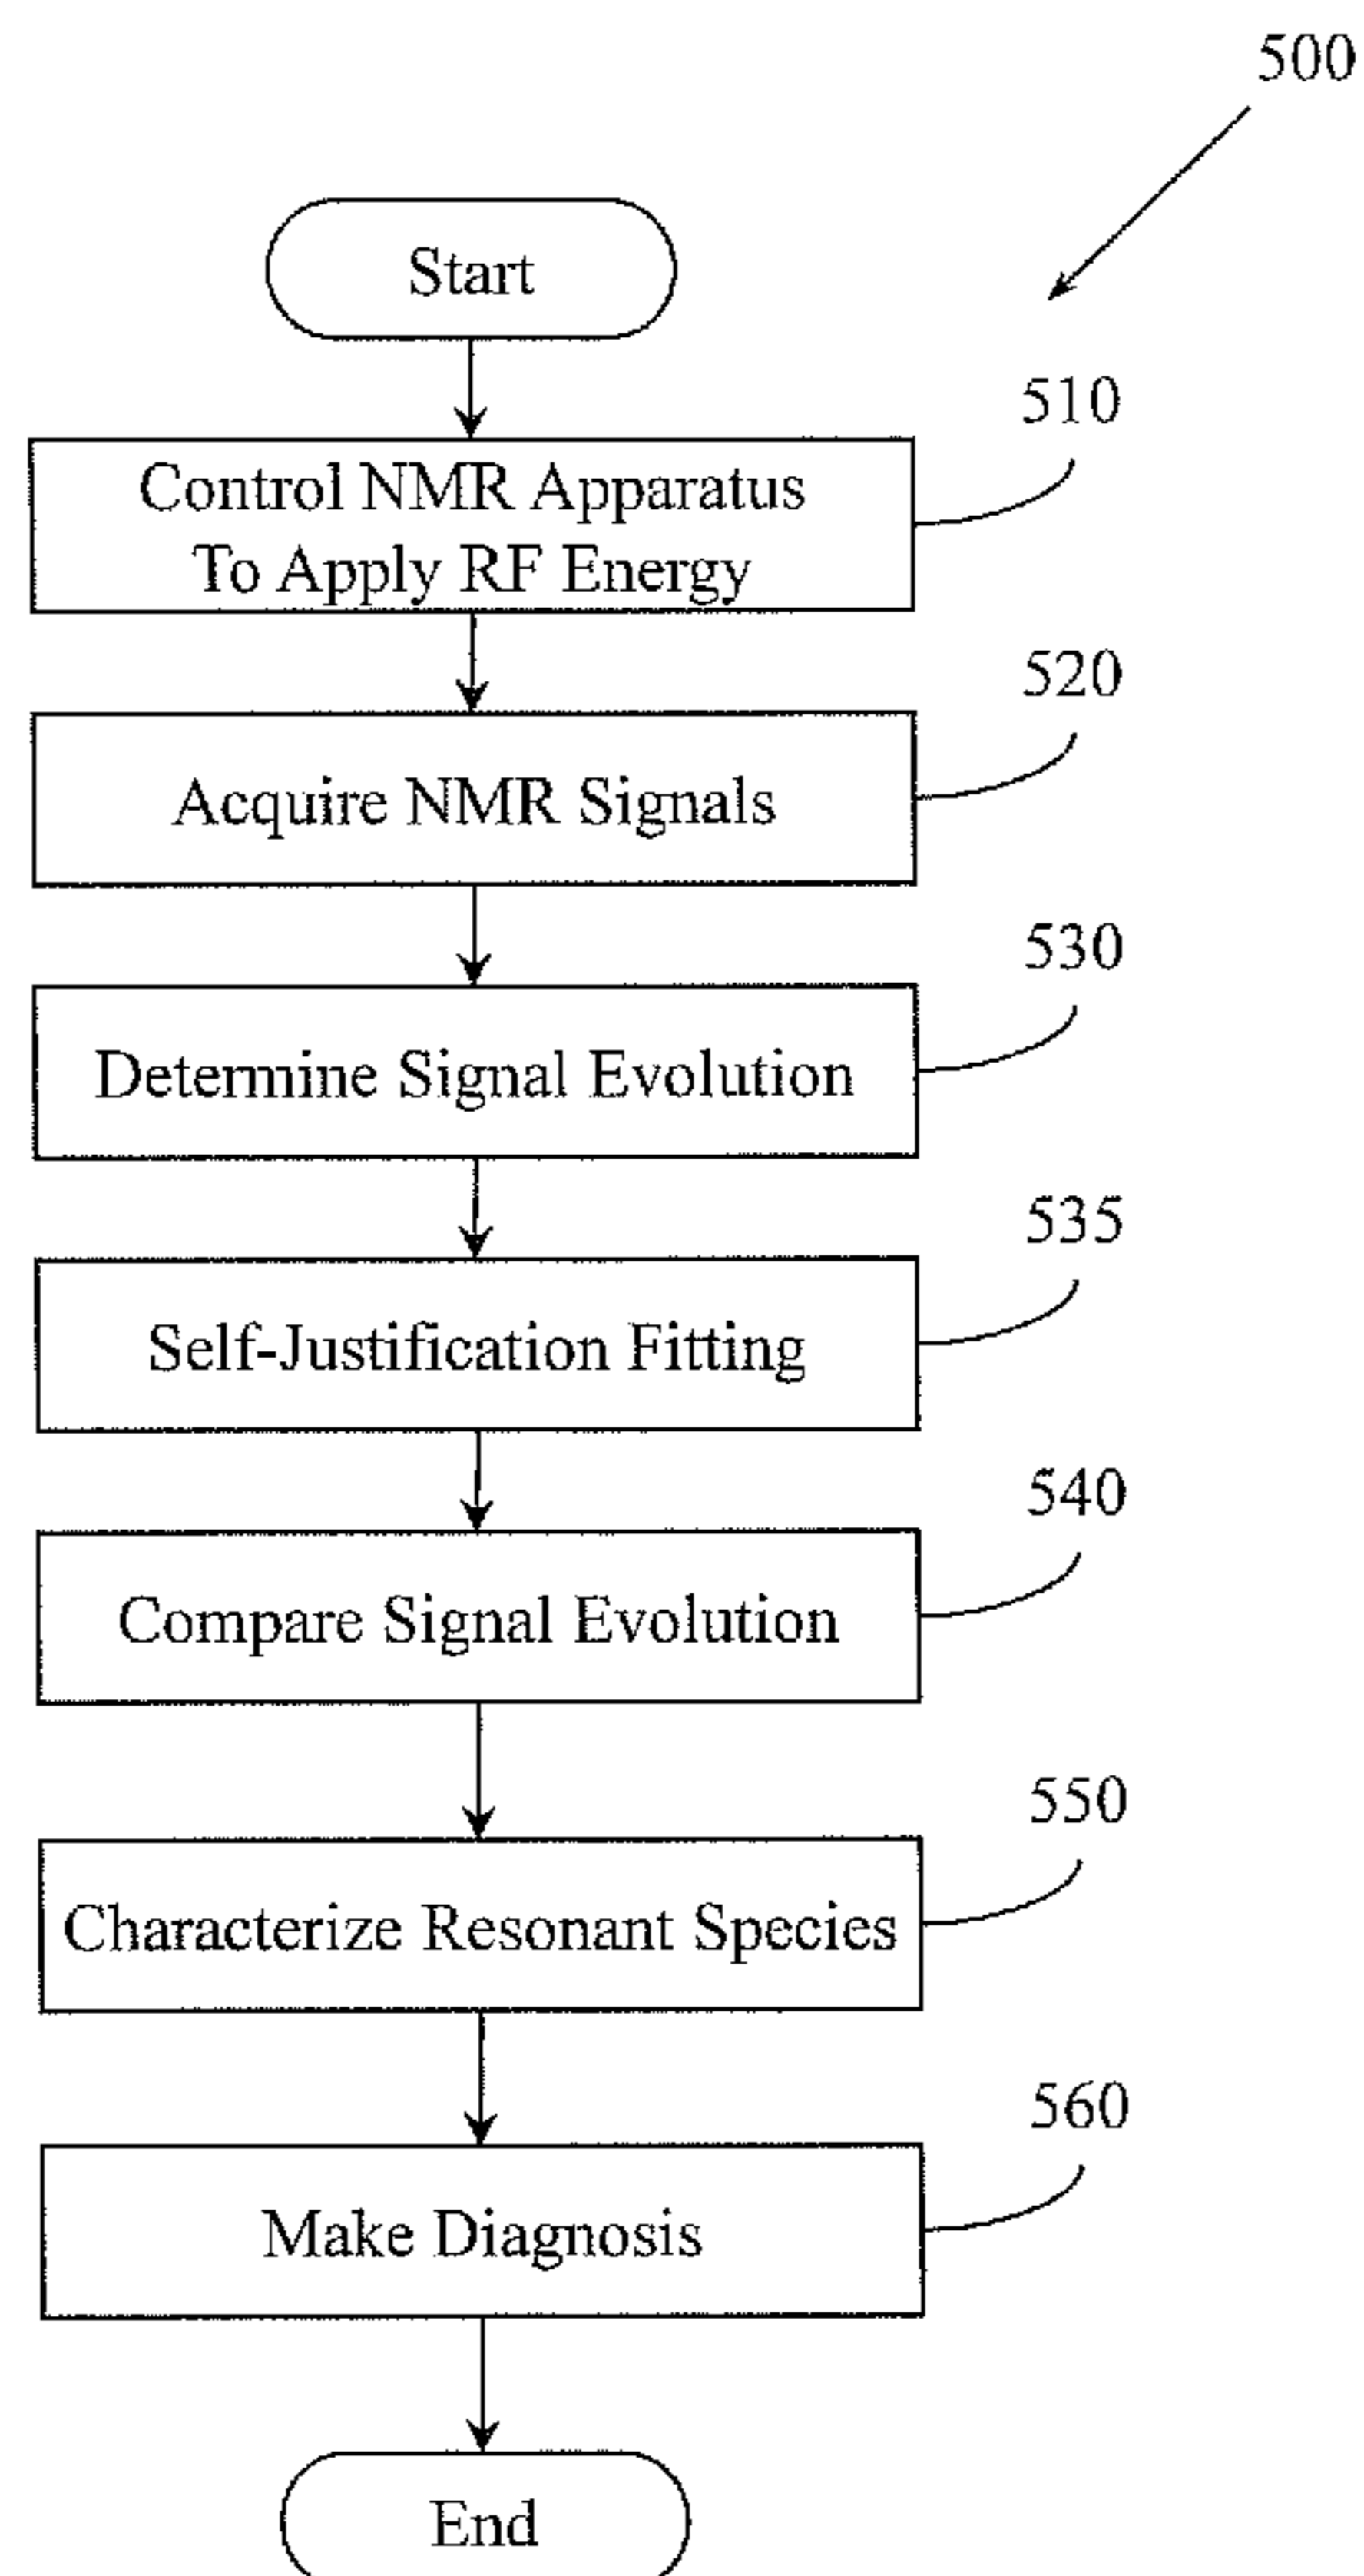 500
Start
510
Control NMR Apparatus
To Apply RF Energy
520
Acquire NMR Signals
530
Determine Signal Evolution
535
Self-Justification Fitting
540
Compare Signal Evolution
550
Characterize Resonant Species
560
Make Diagnosis
End